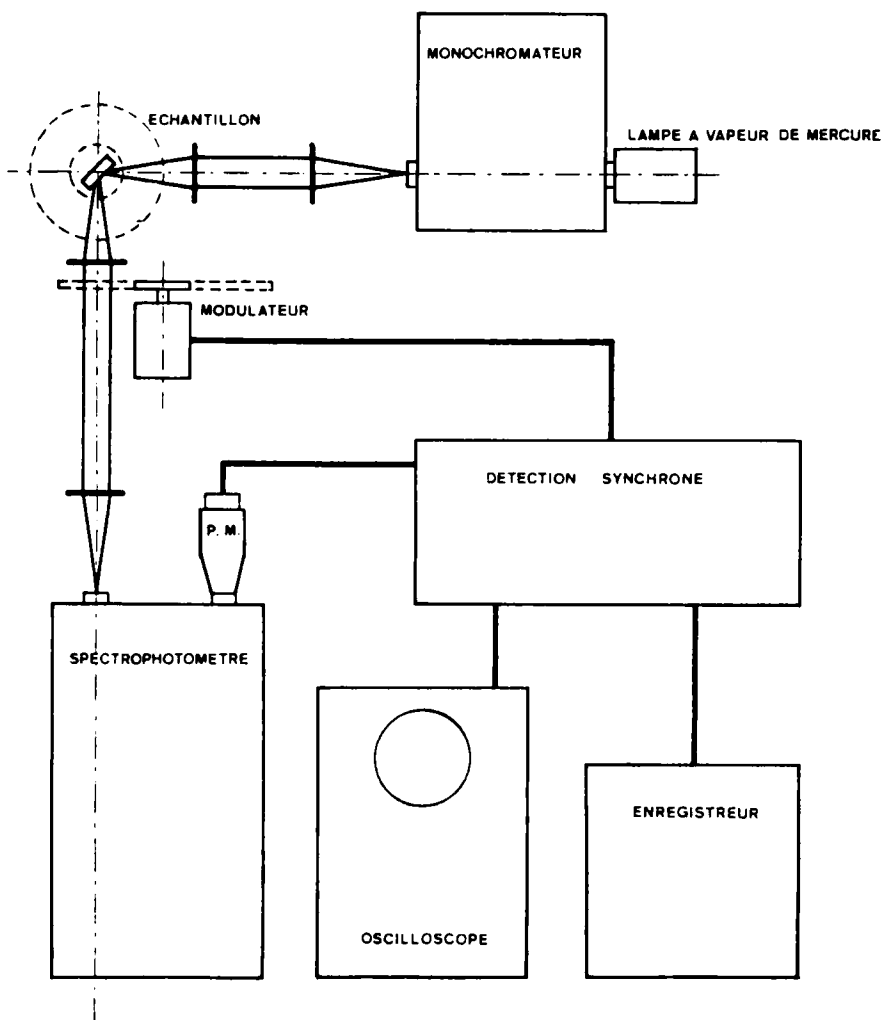 MONOCHROMATEUR
ECHANTILLON
LAMPE A VAPEUR DE MERCURE
MODULATEUR
DETECTION SYNCHRONE
P. M.
SPECTROPHOTOMETRE
ENREGISTREUR
OSCILLOSCOPE